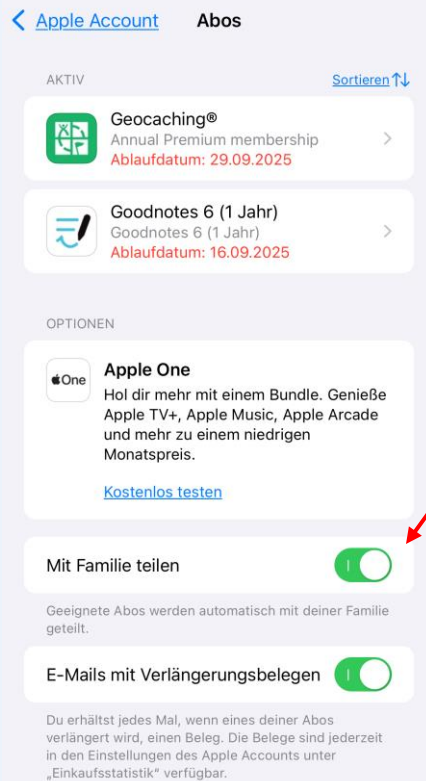 Apple Account Abos
AKTIV Sortieren
Geocaching®
Annual Premium membership
Ablaufdatum: 29.09.2025
Goodnotes 6 (1 Jahr)
Goodnotes 6 (1 Jahr)
Ablaufdatum: 16.09.2025
OPTIONEN
One
Apple One
Hol dir mehr mit einem Bundle. Genieße
Apple TV+, Apple Music, Apple Arcade
und mehr zu einem niedrigen
Monatspreis.
Kostenlos testen
Mit Familie teilen
Geeignete Abos werden automatisch mit deiner Familie
geteilt.
E-Mails mit Verlängerungsbelegen
Du erhältst jedes Mal, wenn eines deiner Abos
verlängert wird, einen Beleg. Die Belege sind jederzeit
in den Einstellungen des Apple Accounts unter
„Einkaufsstatistik“ verfügbar.